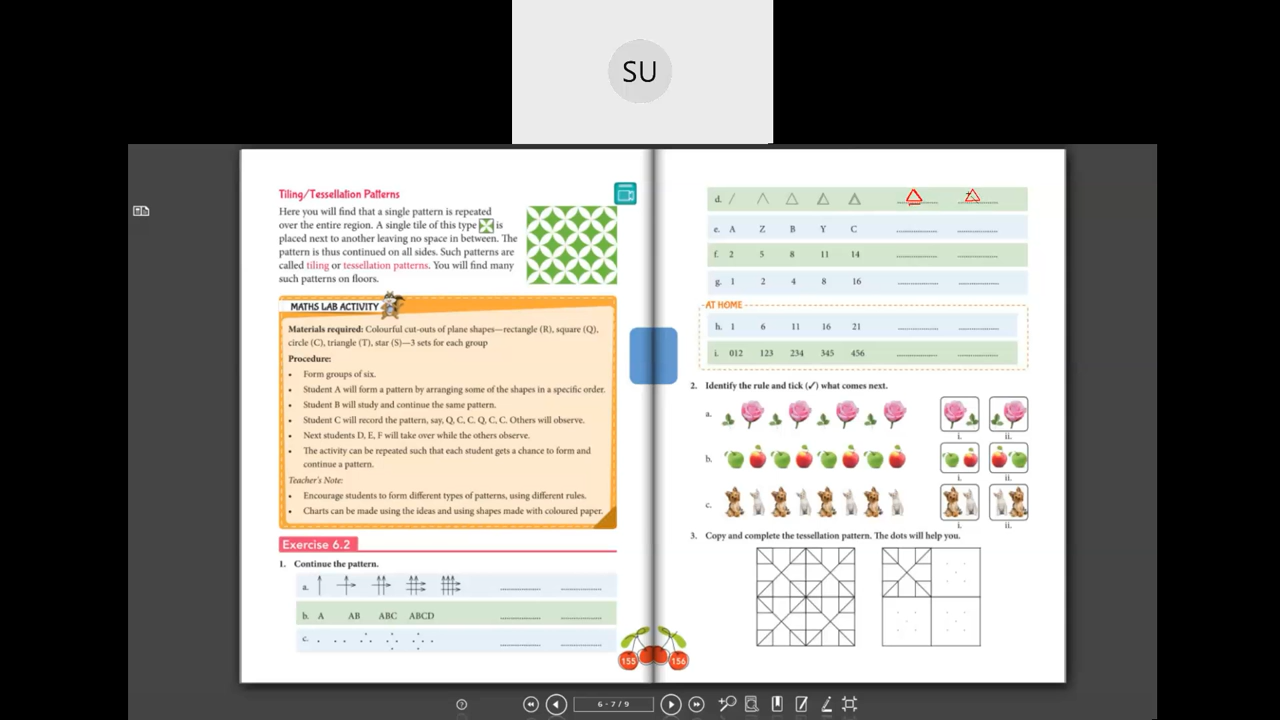 SU
Tiling/Tessellation Patterns
Here you will find that a single pattern is repeated
over the entire region. A single tile of this type is
placed next to another leaving no space in between. The
pattern is thus continued on all sides. Such patterns are
called tiling or tessellation patterns. You will find many
such patterns on floors.
MATHS LAB ACTIVITY
Materials required: Colourful cut-outs of plane shapes—rectangle (R), square (Q),
circle (C), triangle (T), star (S)—3 sets for each group
Procedure:
• Form groups of six.
• Student A will form a pattern by arranging some of the shapes in a specific order.
• Student B will study and continue the same pattern.
• Student C will record the pattern, say, Q, C, C. Q, C, C. Others will observe.
• Next students D, E, F will take over while the others observe.
• The activity can be repeated such that each student gets a chance to form and
continue a pattern.
Teacher's Note:
• Encourage students to form different types of patterns, using different rules.
• Charts can be made using the ideas and using shapes made with coloured paper.
Exercise 6.2
1. Continue the pattern.
a.
b. A AB ABC ABCD
c.
155
d.
e. A Z B Y C
f. 2 5 8 11 14
g. 1 2 4 8 16
AT HOME
h. 1 6 11 16 21
i. 012 123 234 345 456
2. Identify the rule and tick (✓) what comes next.
a.
i. ii.
b.
i. ii.
c.
i. ii.
3. Copy and complete the tessellation pattern. The dots will help you.
156
6 - 7 / 9